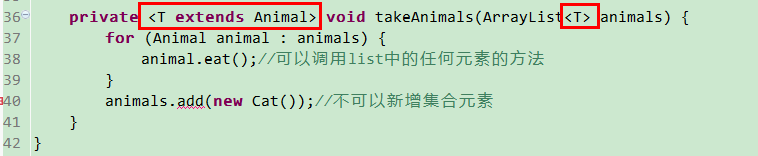 36 private <T extends Animal> void takeAnimals(ArrayList<T> animals) {
37 for (Animal animal : animals) {
38 animal.eat();//可以调用list中的任何元素的方法
39 }
40 animals.add(new Cat());//不可以新增集合元素
41 }
42 }